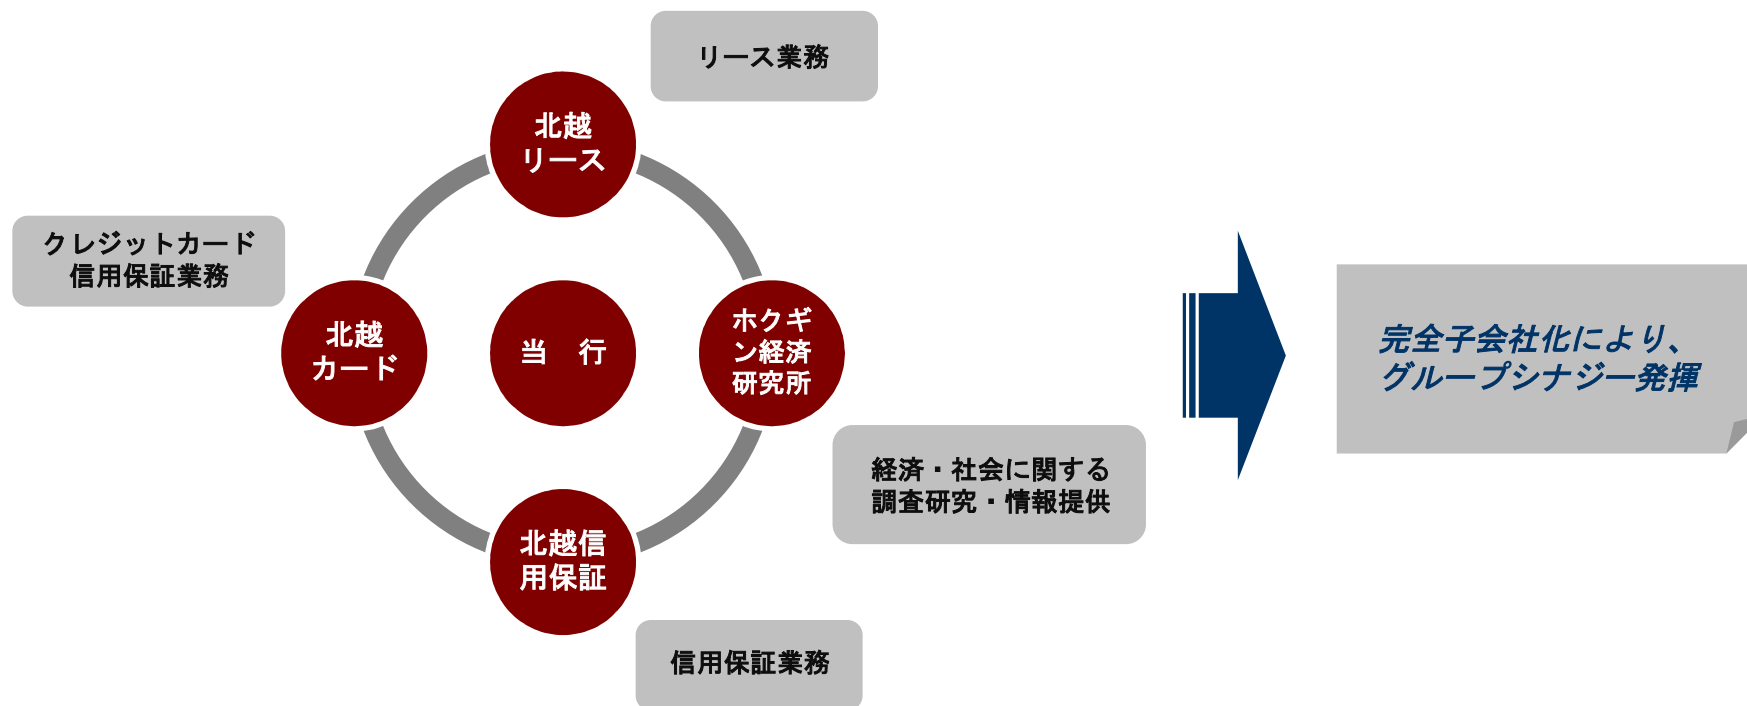 リース業務
北越
リース
クレジットカード
信用保証業務
北越
カード
当　行
ホクギ
ン経済
研究所
完全子会社化により、
グループシナジー発揮
経済・社会に関する
調査研究・情報提供
北越信
用保証
信用保証業務